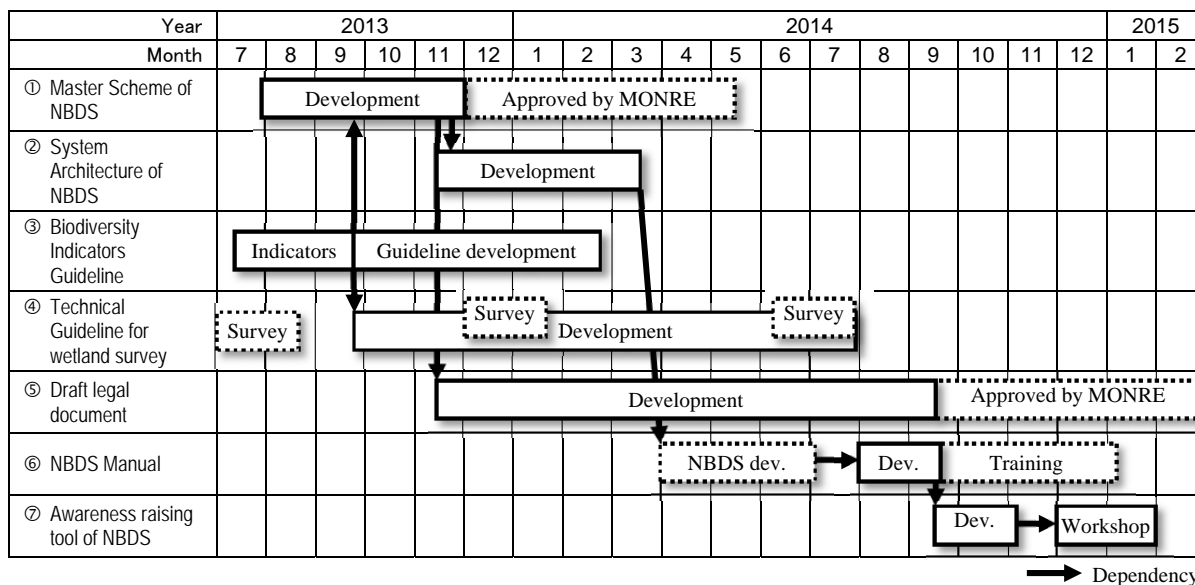 Year 2013 2014 2015
Month 7 8 9 10 11 12 1 2 3 4 5 6 7 8 9 10 11 12 1 2
① Master Scheme of
NBDS
Development Approved by MONRE
② System
Architecture of
NBDS
Development
③ Biodiversity
Indicators
Guideline
Indicators Guideline development
④ Technical
Guideline for
wetland survey
Survey Survey Survey
Development
⑤ Draft legal
document
Development Approved by MONRE
⑥ NBDS Manual NBDS dev. Dev. Training
⑦ Awareness raising
tool of NBDS
Dev. Workshop
Dependency